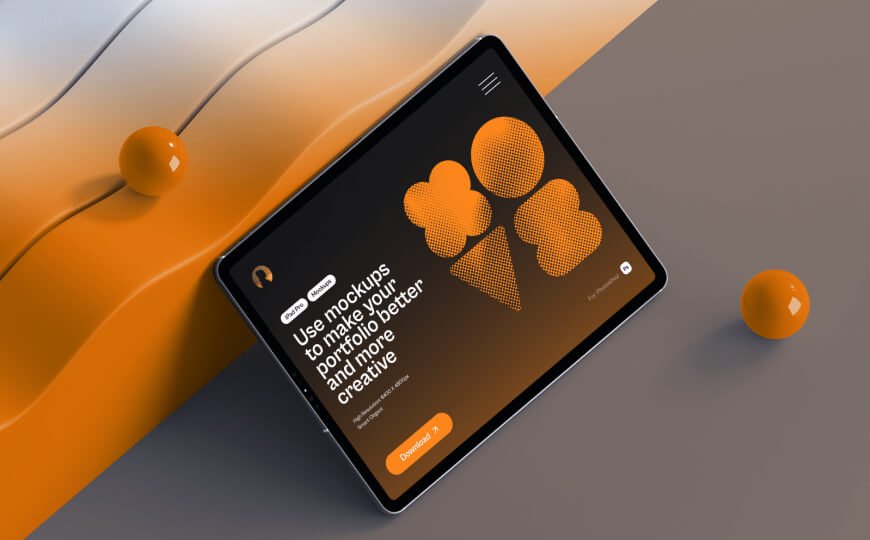 iPad Pro
Mockups
Use mockups
to make your
portfolio better
and more
creative
High Resolution 6400 X 4800px
Smart Object
Download
For Photoshop
Ps